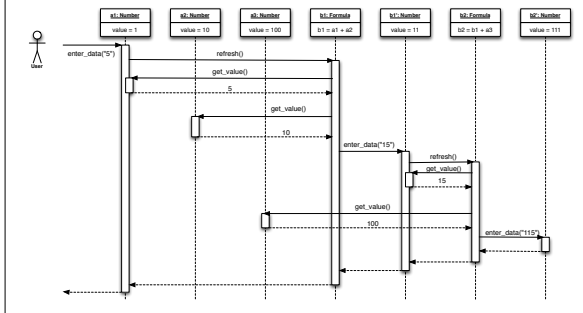 a1: Number
value = 1
a2: Number
value = 10
a3: Number
value = 100
b1: Formula
b1 = a1 + a2
b1': Number
value = 11
b2: Formula
b2 = b1 + a3
b2': Number
value = 111
User
enter_data("5")
refresh()
get_value()
5
get_value()
10
enter_data("15")
refresh()
get_value()
15
get_value()
100
enter_data("115")